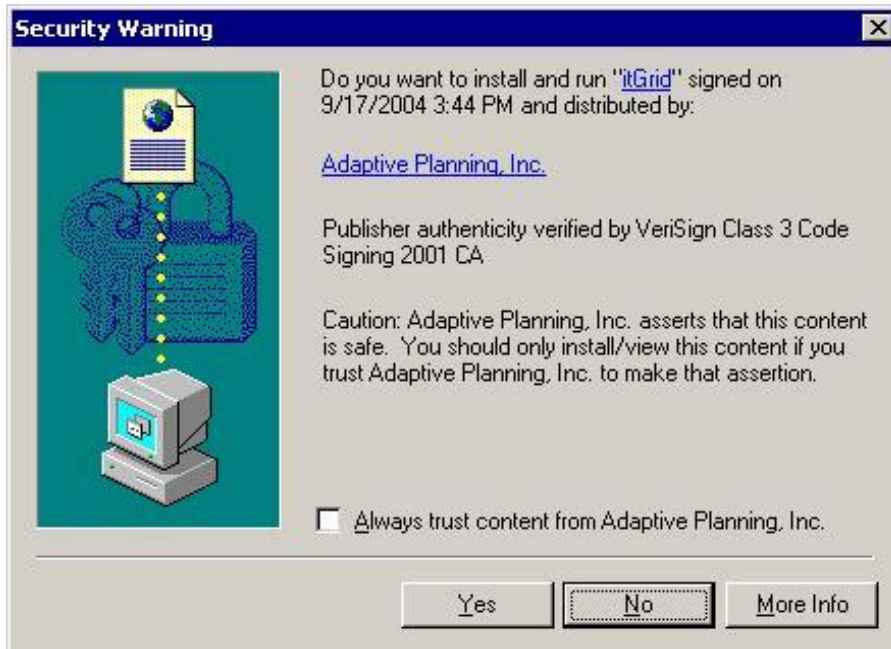 Security Warning
Do you want to install and run "itGrid" signed on
9/17/2004 3:44 PM and distributed by:
Adaptive Planning, Inc.
Publisher authenticity verified by VeriSign Class 3 Code
Signing 2001 CA
Caution: Adaptive Planning, Inc. asserts that this content
is safe.  You should only install/view this content if you
trust Adaptive Planning, Inc. to make that assertion.
Always trust content from Adaptive Planning, Inc.
Yes
No
More Info